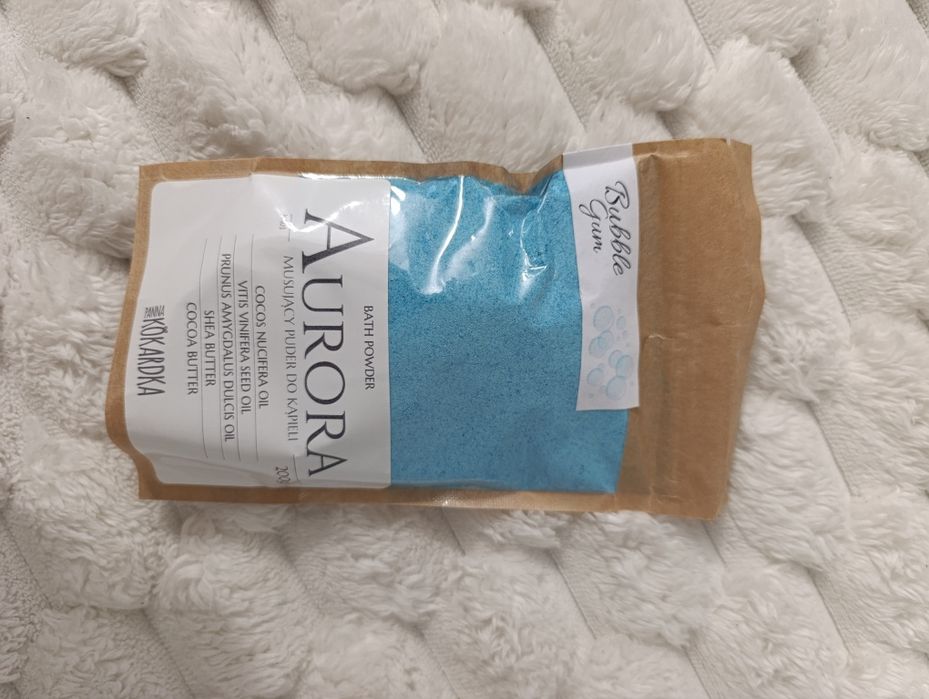 Bubble
Gum
BATH POWDER
AURORA
MUSUJĄCY PUDER DO KĄPIELI
200g
COCOS NUCIFERA OIL
VITIS VINIFERA SEED OIL
PRUNUS AMYGDALUS DULCIS OIL
SHEA BUTTER
COCOA BUTTER
PANNA
KOKARDKA